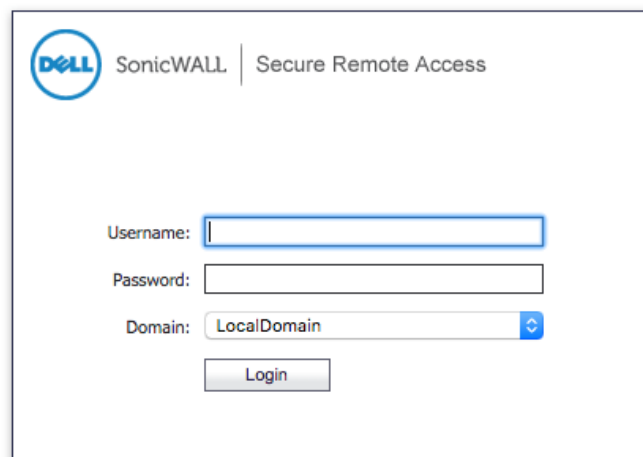 DELL SonicWALL Secure Remote Access
Username:
Password:
Domain: LocalDomain
Login